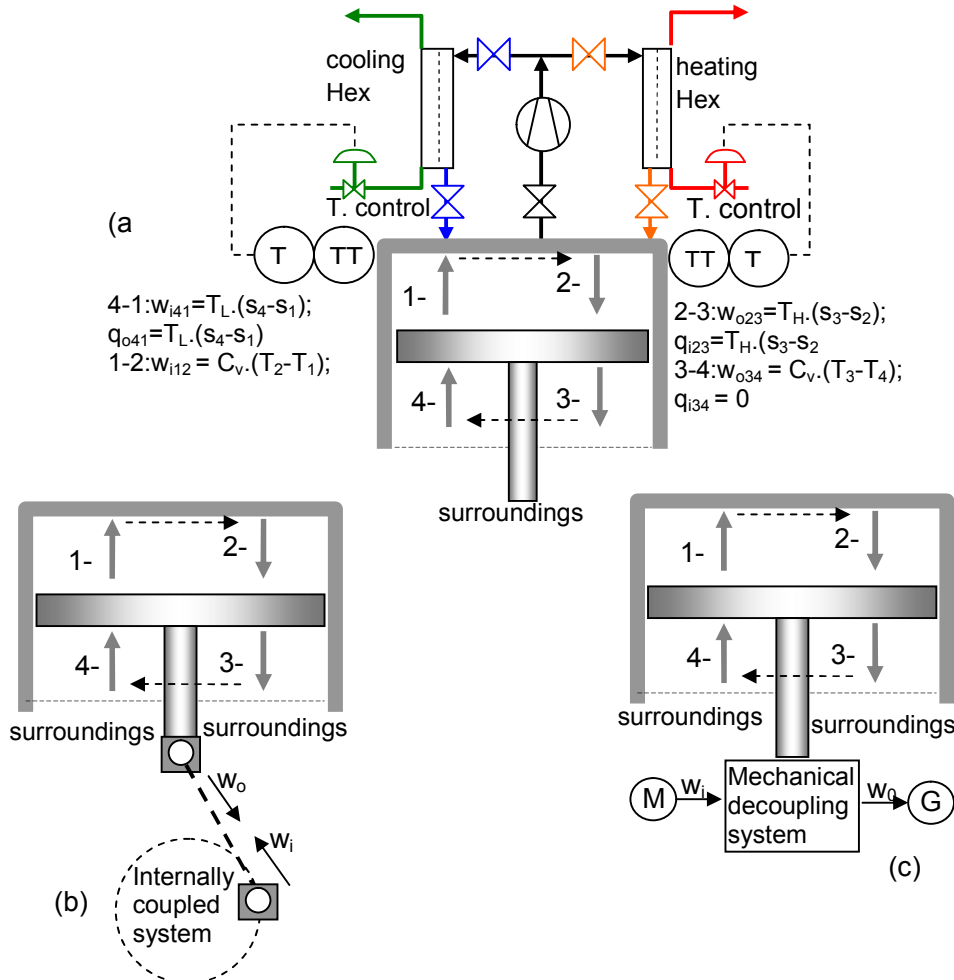 cooling
Hex
heating
Hex
T. control
T. control
(a
T
TT
TT
T
1-
2-
4-
3-
4-1:wi41=TL.(s4-s1);
qo41=TL.(s4-s1)
1-2:wi12 = Cv.(T2-T1);
2-3:wo23=TH.(s3-s2);
qi23=TH.(s3-s2
3-4:wo34 = Cv.(T3-T4);
qi34 = 0
surroundings
1-
2-
4-
3-
surroundings
surroundings
wo
wi
Internally
coupled
system
(b)
1-
2-
4-
3-
surroundings
surroundings
M
wi
Mechanical
decoupling
system
w0
G
(c)